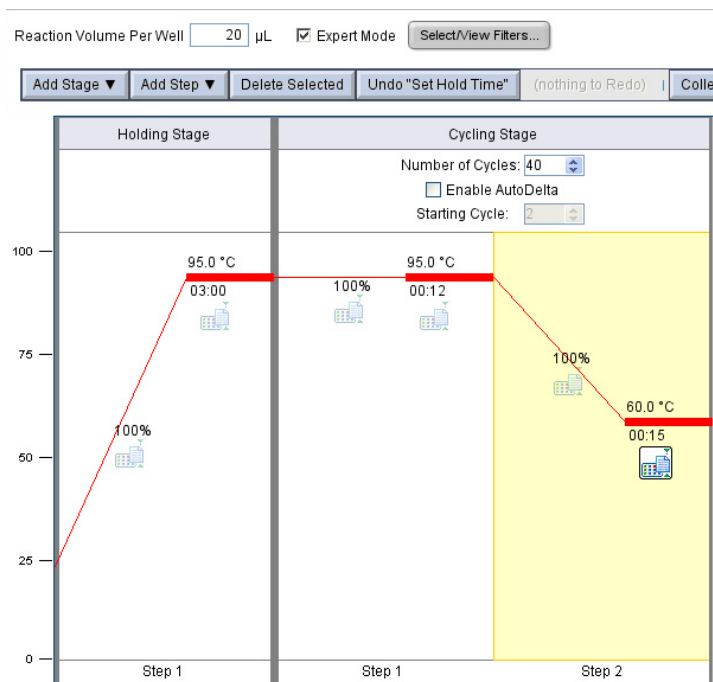 Reaction Volume Per Well 20 µL Expert Mode Select/View Filters...
Add Stage ▼ Add Step ▼ Delete Selected Undo "Set Hold Time" (nothing to Redo) Colle
Holding Stage Cycling Stage
Number of Cycles: 40
Enable AutoDelta
Starting Cycle: 2
100
95.0 °C 95.0 °C
03:00 100% 00:12
75
100%
60.0 °C
100% 00:15
50
25
0
Step 1 Step 1 Step 2